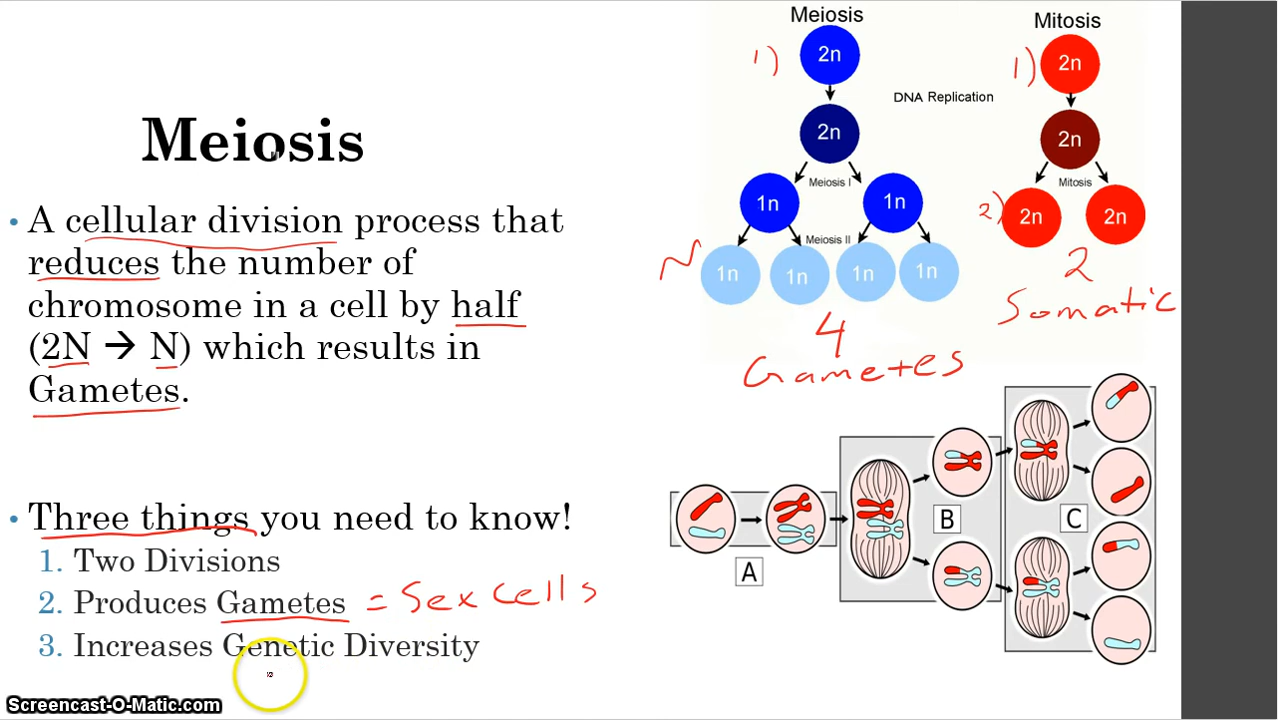 Meiosis
• A cellular division process that
reduces the number of
chromosome in a cell by half
(2N → N) which results in
Gametes.
• Three things you need to know!
1. Two Divisions
2. Produces Gametes = Sex cells
3. Increases Genetic Diversity
Meiosis
1) 2n
2n
Meiosis I
1n 1n
Meiosis II
N 1n 1n 1n 1n
4
Gametes
DNA Replication
Mitosis
1) 2n
2n
Mitosis
2) 2n 2n
2
Somatic
A
B
C
Screencast-O-Matic.com